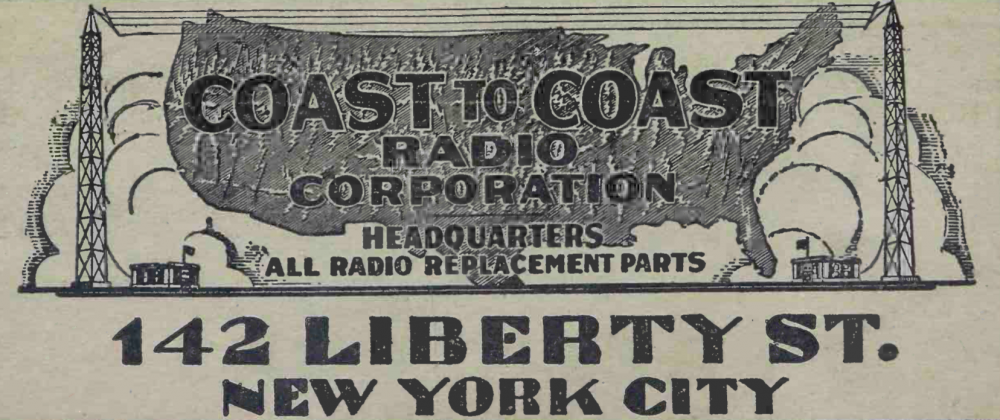 COAST TO COAST
RADIO
CORPORATION
HEADQUARTERS
ALL RADIO REPLACEMENT PARTS
142 LIBERTY ST.
NEW YORK CITY